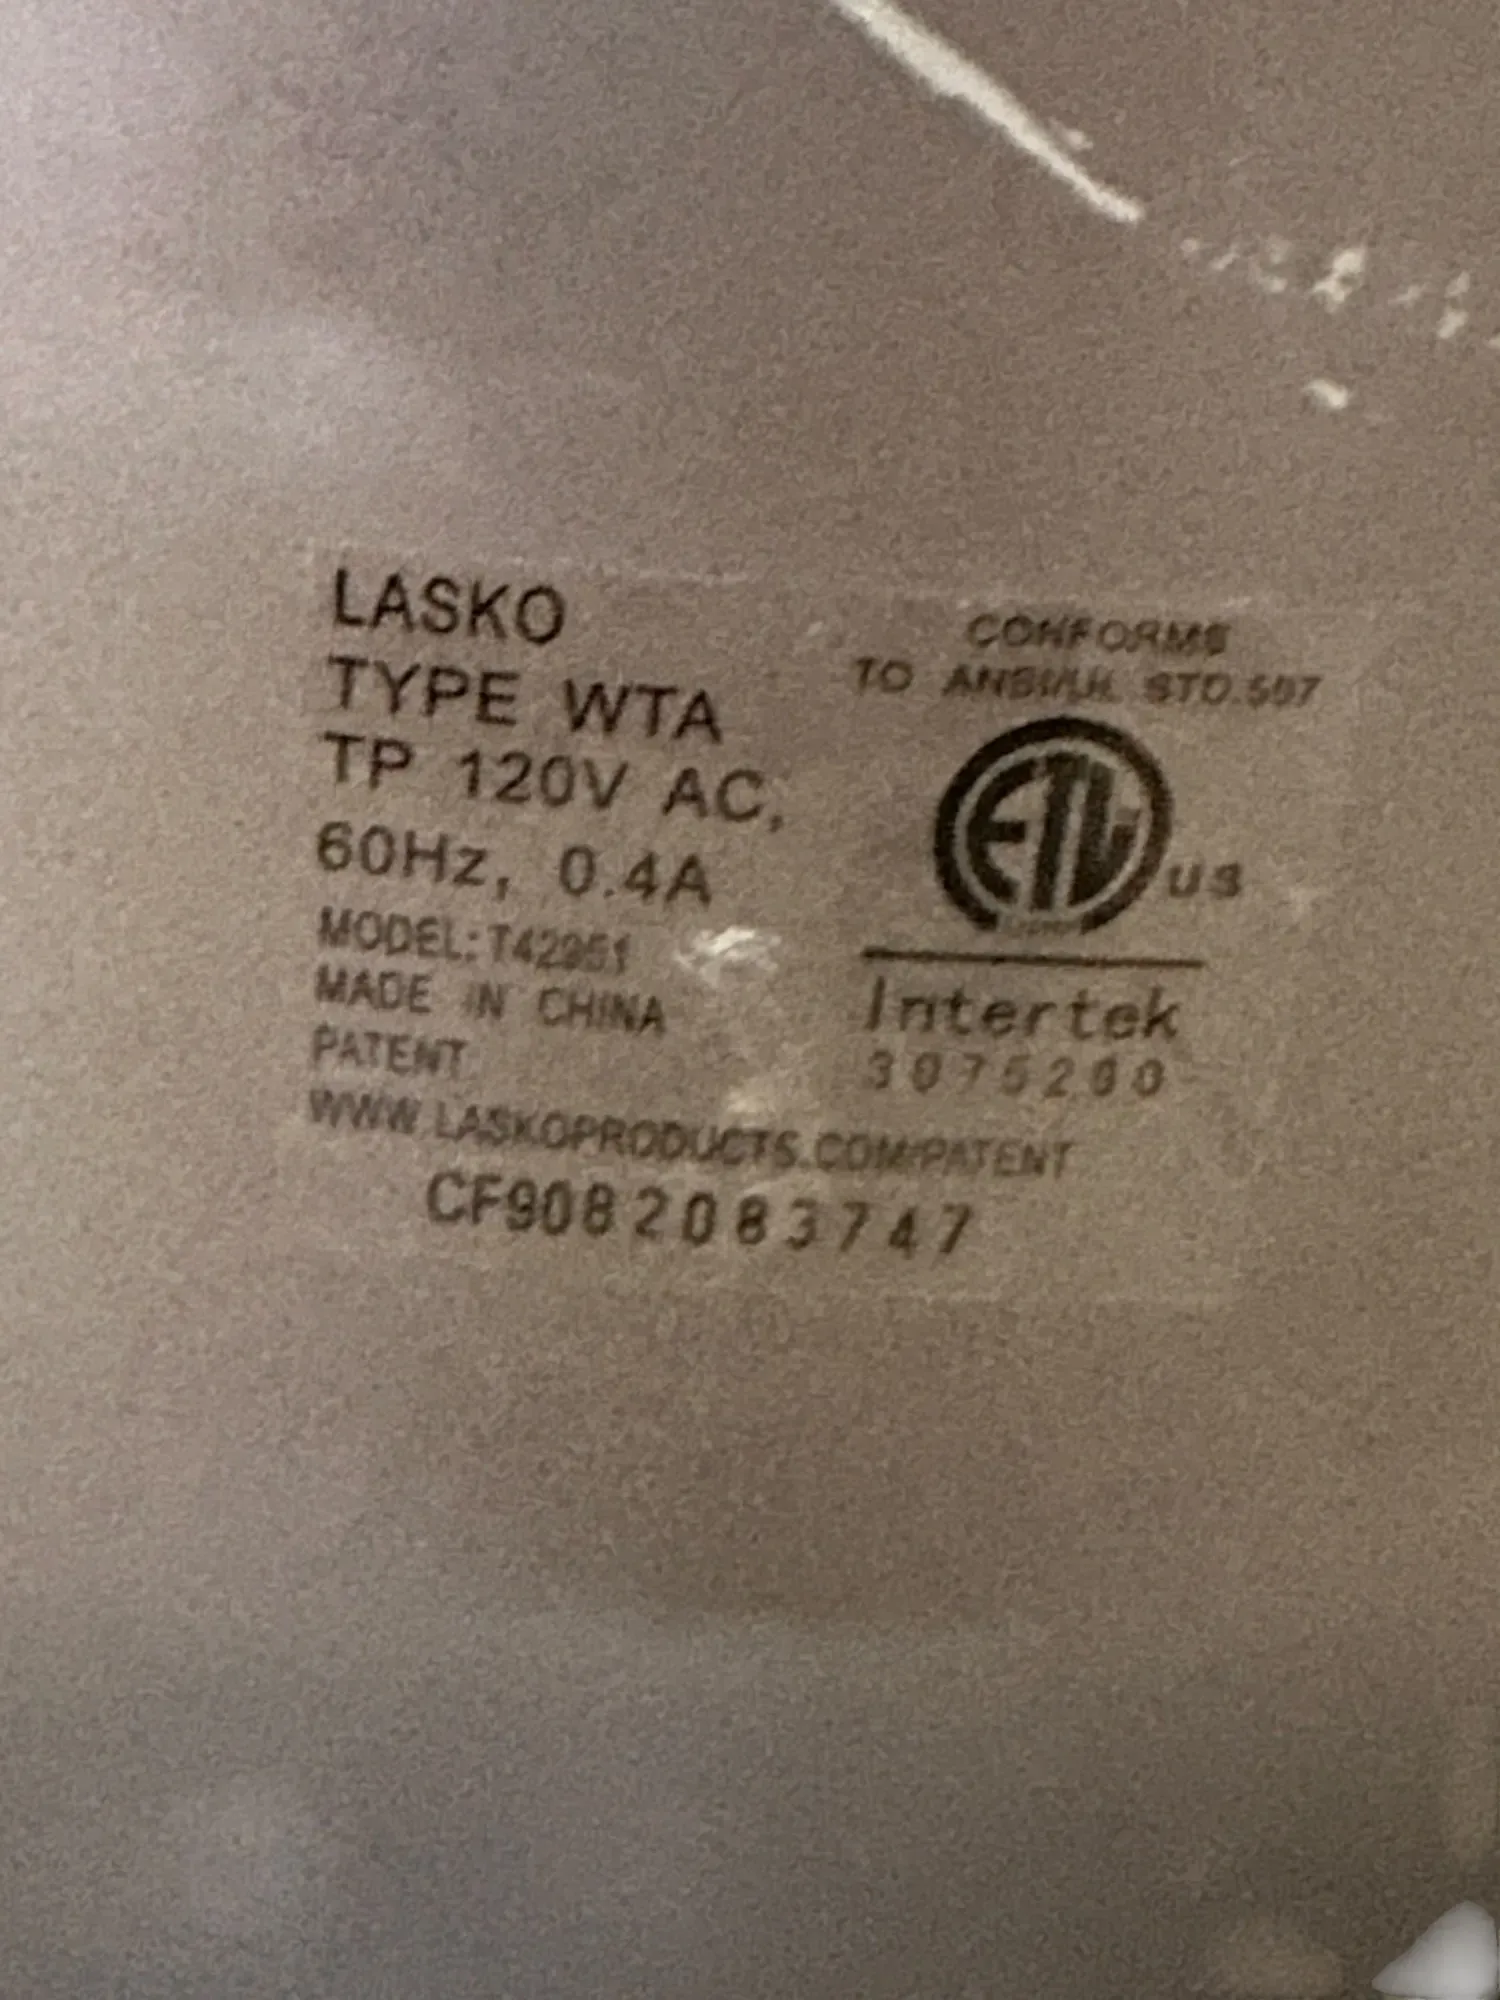 LASKO
TYPE WTA
TP 120V AC,
60Hz, 0.4A
MODEL: T42951
MADE IN CHINA
PATENT
WWW.LASKOPRODUCTS.COM/PATENT
CONFORMS
TO ANSI/UL STD.507
ETL
US
Intertek
CF9082083747